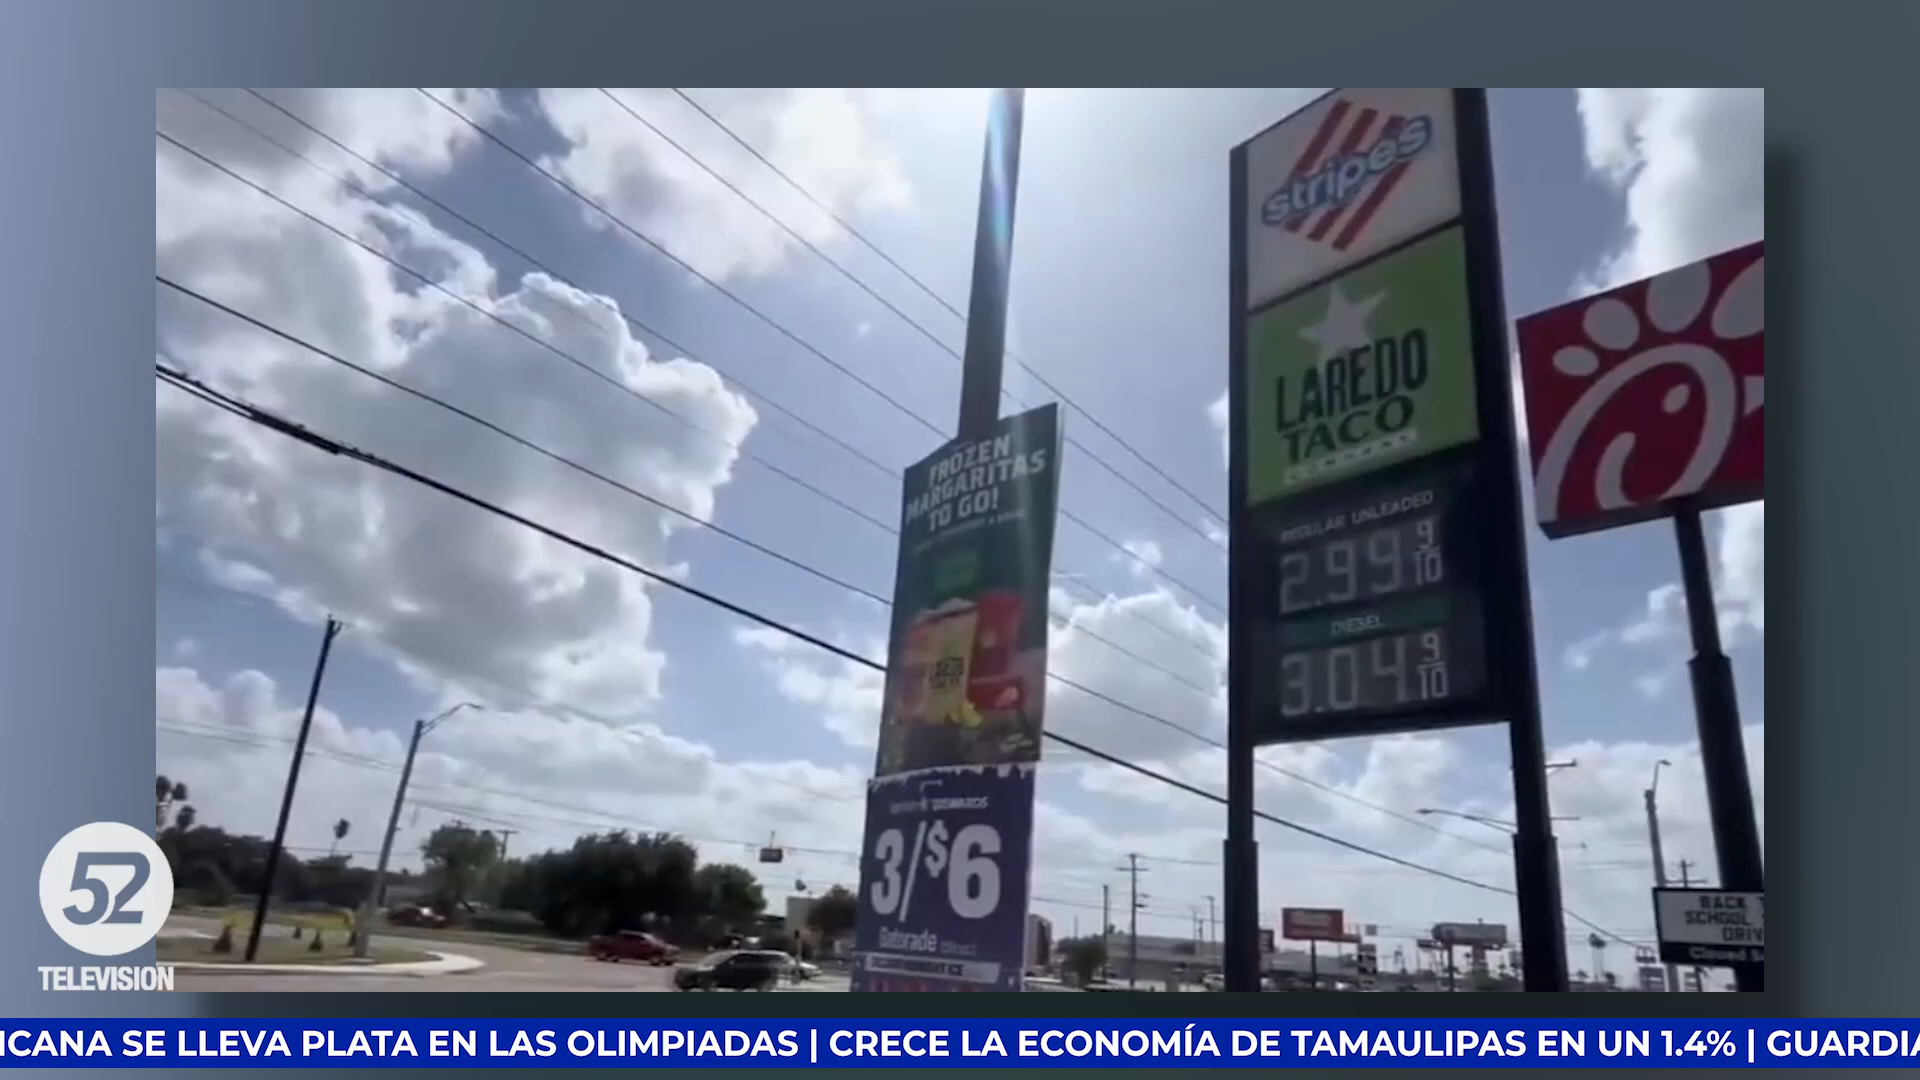 stripes
LAREDO
TACO
REGULAR UNLEADED
2.99 9/10
DIESEL
3.04 9/10
FROZEN
MARGARITAS
TO GO!
3/$6
Gatorade
BACK T
SCHOOL
DRIV
Closed S
52
TELEVISION
ICANA SE LLEVA PLATA EN LAS OLIMPIADAS | CRECE LA ECONOMÍA DE TAMAULIPAS EN UN 1.4% | GUARDIA